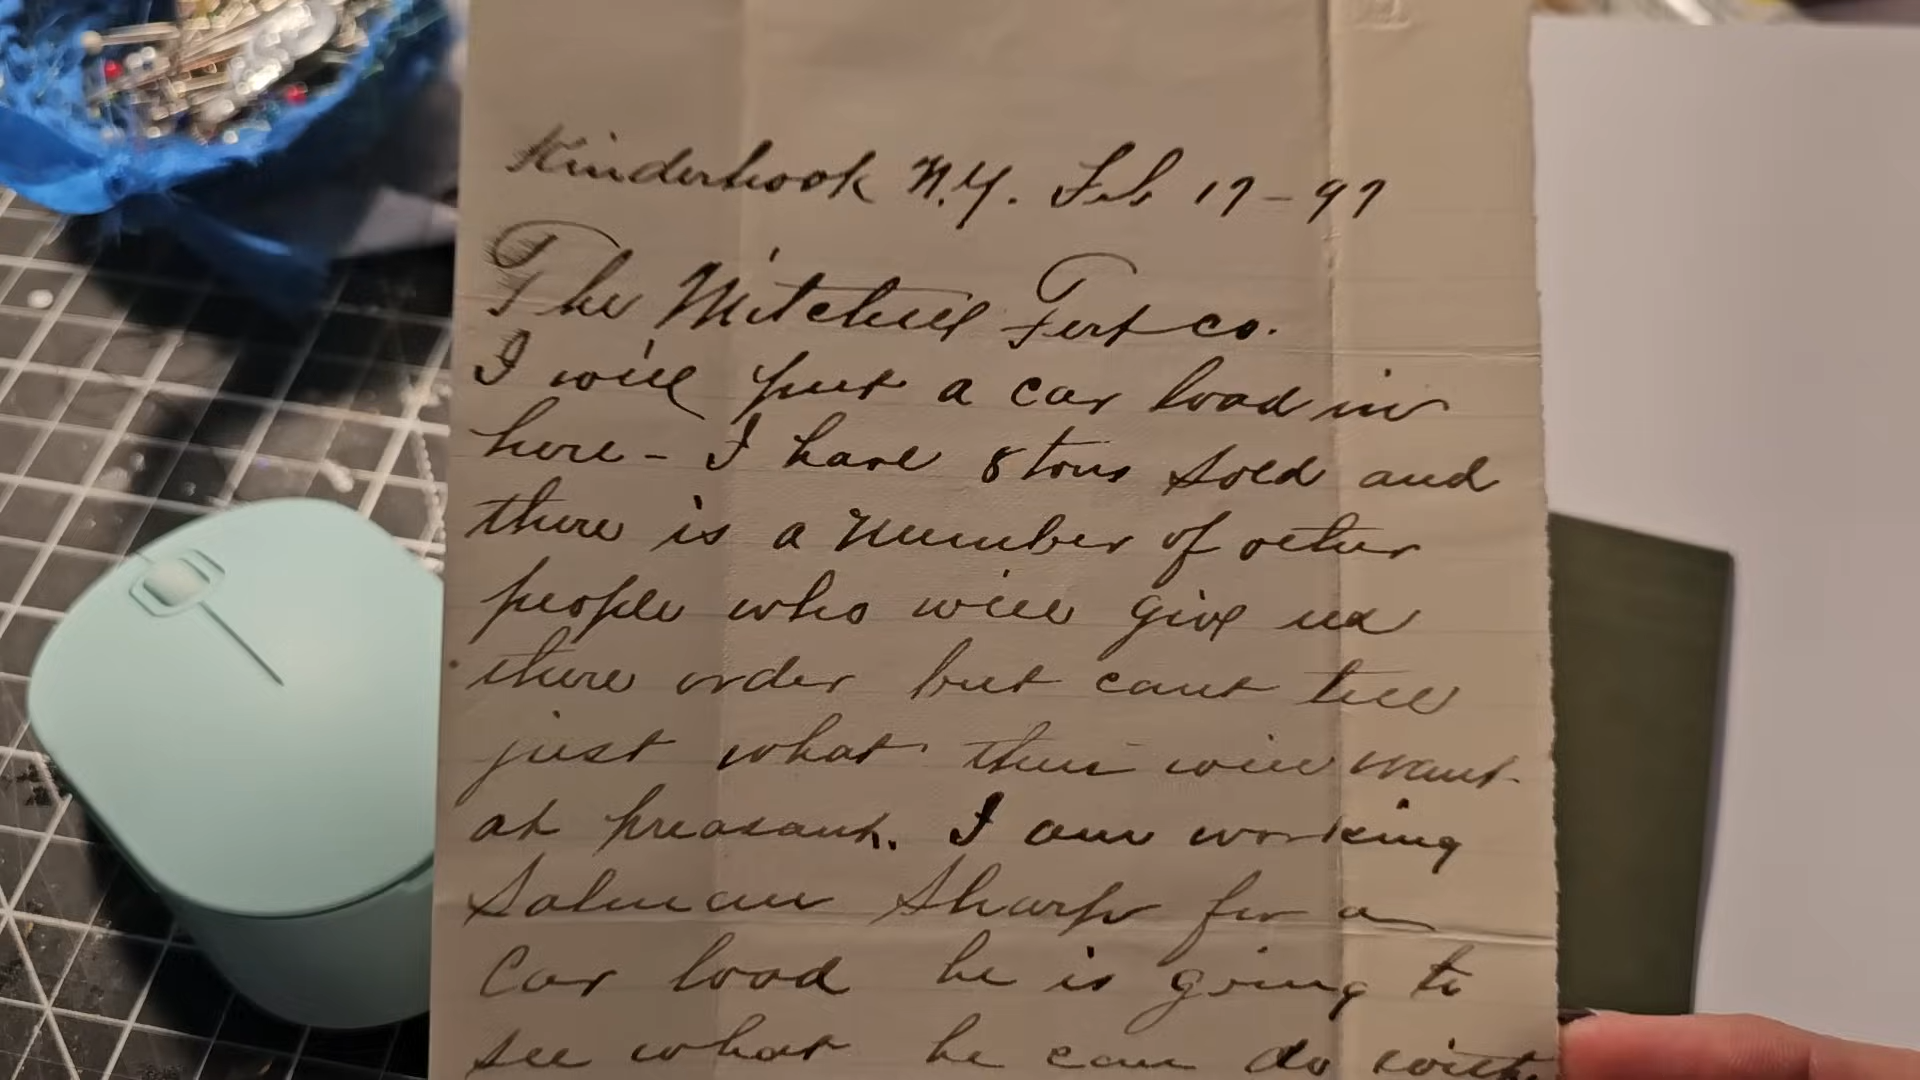 Kinderhook N.Y. Feb 17-97
The Mitchell Fert co.
I will put a car load in
here - I have 8 tons sold and
there is a number of other
people who will give us
there order but cant tell
just what their will want
at preasant. I am working
Salman Sharp for a
Car load he is going to
see what he can do with